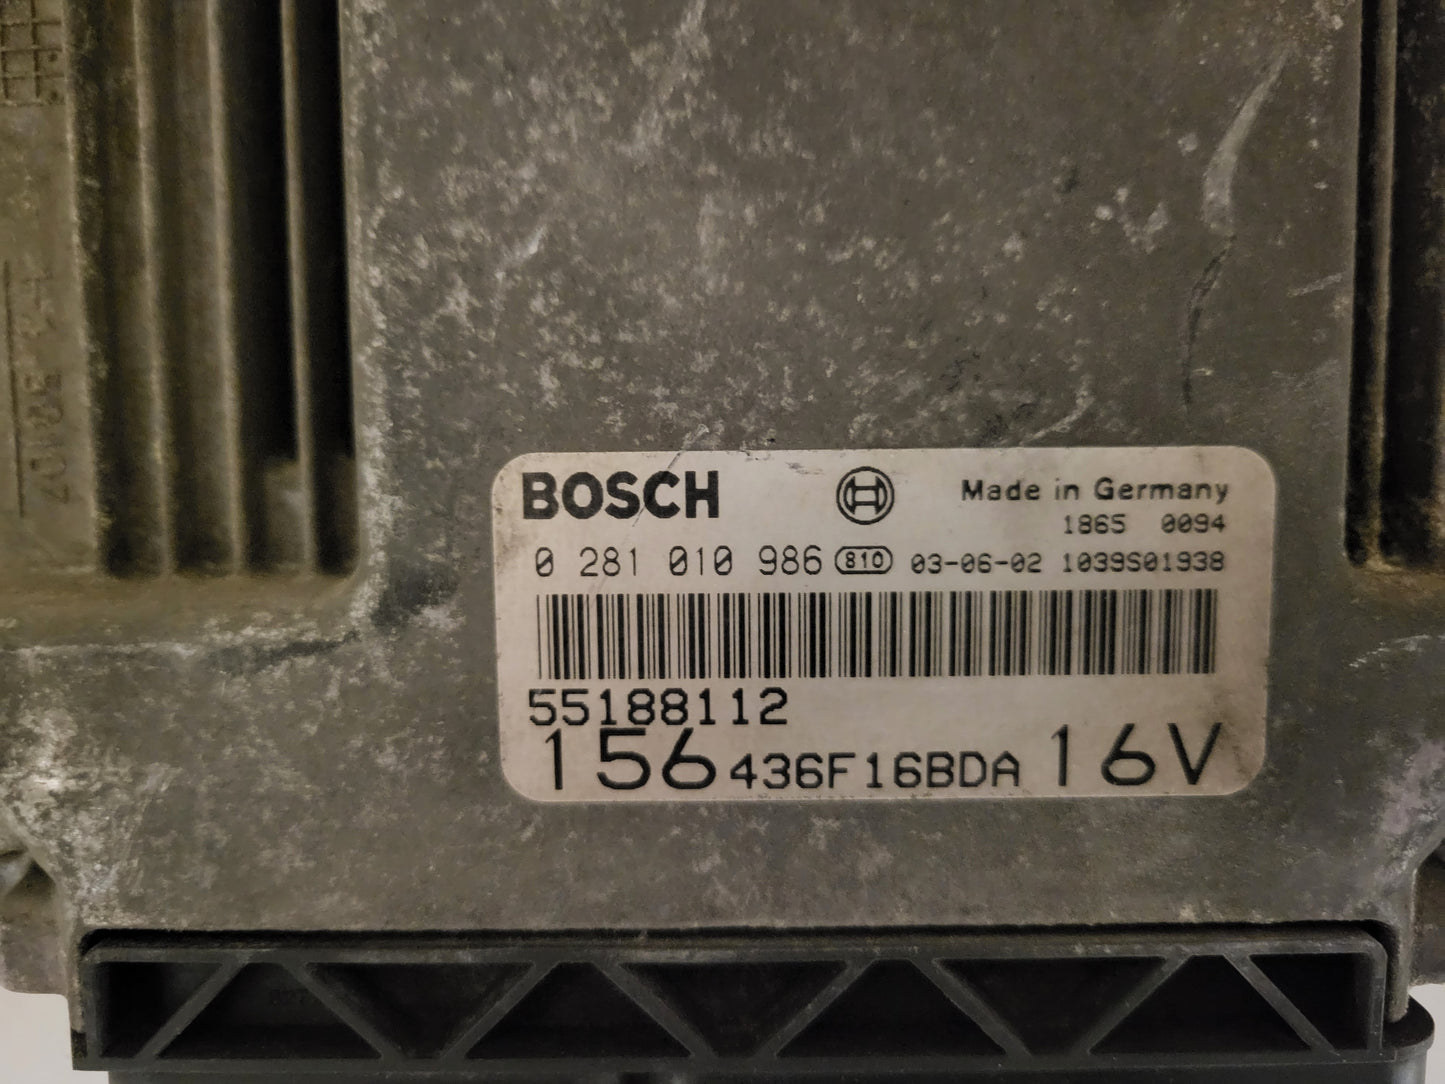 BOSCH Made in Germany
1865 0094
0 281 010 986 810 03-06-02 1039S01938
55188112
156 436F16BDA 16V